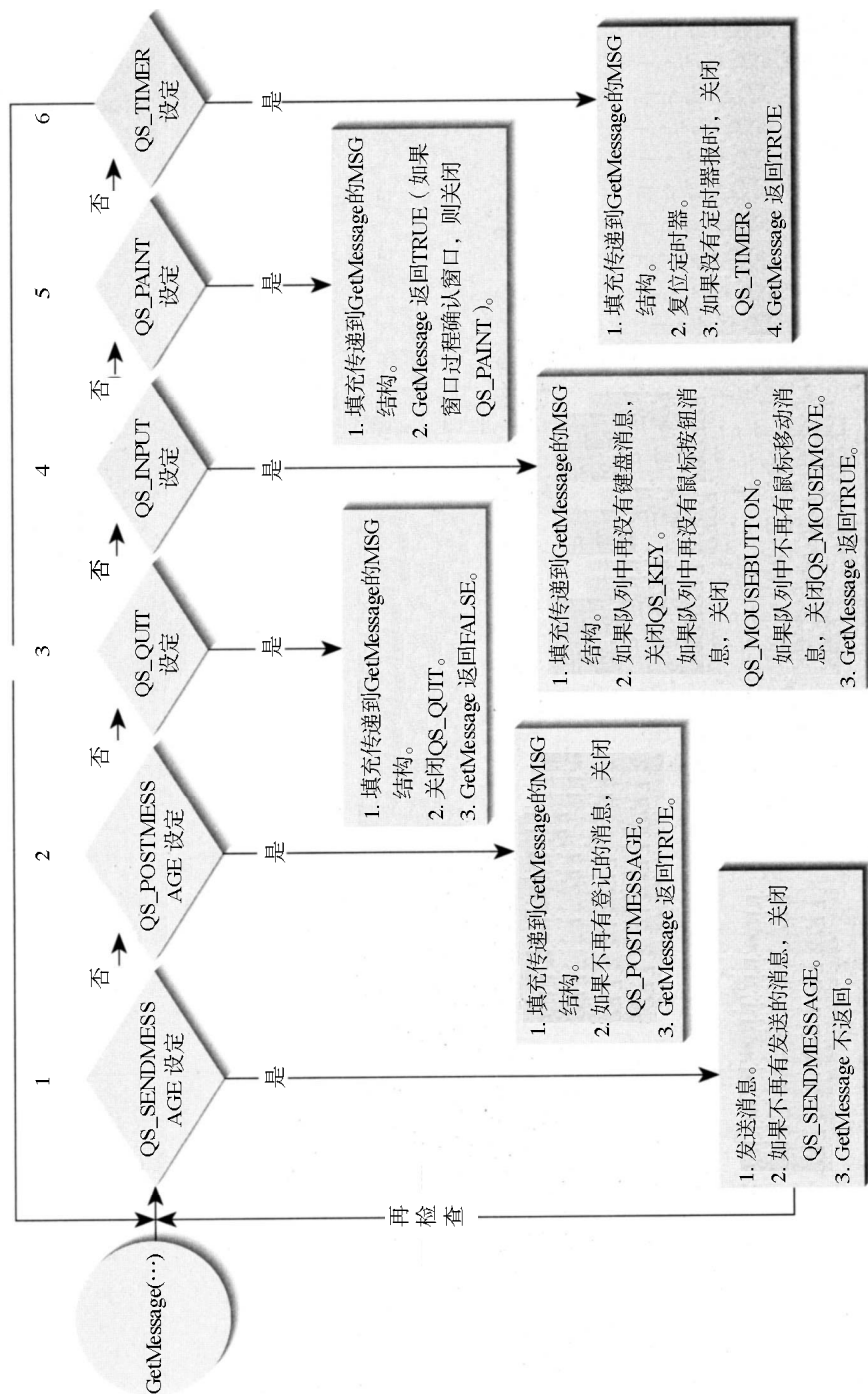 GetMessage(…)
1
QS_SENDMESS
AGE 设定
是
1. 发送消息。
2. 如果不再有发送的消息，关闭
QS_SENDMESSAGE。
3. GetMessage 不返回。
再检查
否
2
QS_POSTMESS
AGE 设定
是
1. 填充传递到GetMessage的MSG
结构。
2. 如果不再有登记的消息，关闭
QS_POSTMESSAGE。
3. GetMessage 返回TRUE。
否
3
QS_QUIT
设定
是
1. 填充传递到GetMessage的MSG
结构。
2. 关闭QS_QUIT。
3. GetMessage 返回FALSE。
否
4
QS_INPUT
设定
是
1. 填充传递到GetMessage的MSG
结构。
2. 如果队列中再没有键盘消息，
关闭QS_KEY。
如果队列中再没有鼠标按钮消
息，关闭
QS_MOUSEBUTTON。
如果队列中不再有鼠标移动消
息，关闭QS_MOUSEMOVE。
3. GetMessage 返回TRUE。
否
5
QS_PAINT
设定
是
1. 填充传递到GetMessage的MSG
结构。
2. GetMessage 返回TRUE（如果
窗口过程确认窗口，则关闭
QS_PAINT）。
否
6
QS_TIMER
设定
是
1. 填充传递到GetMessage的MSG
结构。
2. 复位定时器。
3. 如果没有定时器报时，关闭
QS_TIMER。
4. GetMessage 返回TRUE